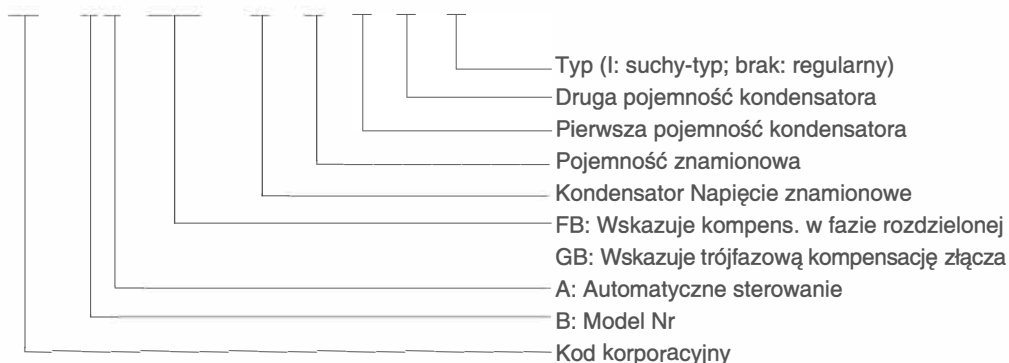 Typ (I: suchy-typ; brak: regularny)
Druga pojemność kondensatora
Pierwsza pojemność kondensatora
Pojemność znamionowa
Kondensator Napięcie znamionowe
FB: Wskazuje kompens. w fazie rozdzielonej
GB: Wskazuje trójfazową kompensację złącza
A: Automatyczne sterowanie
B: Model Nr
Kod korporacyjny